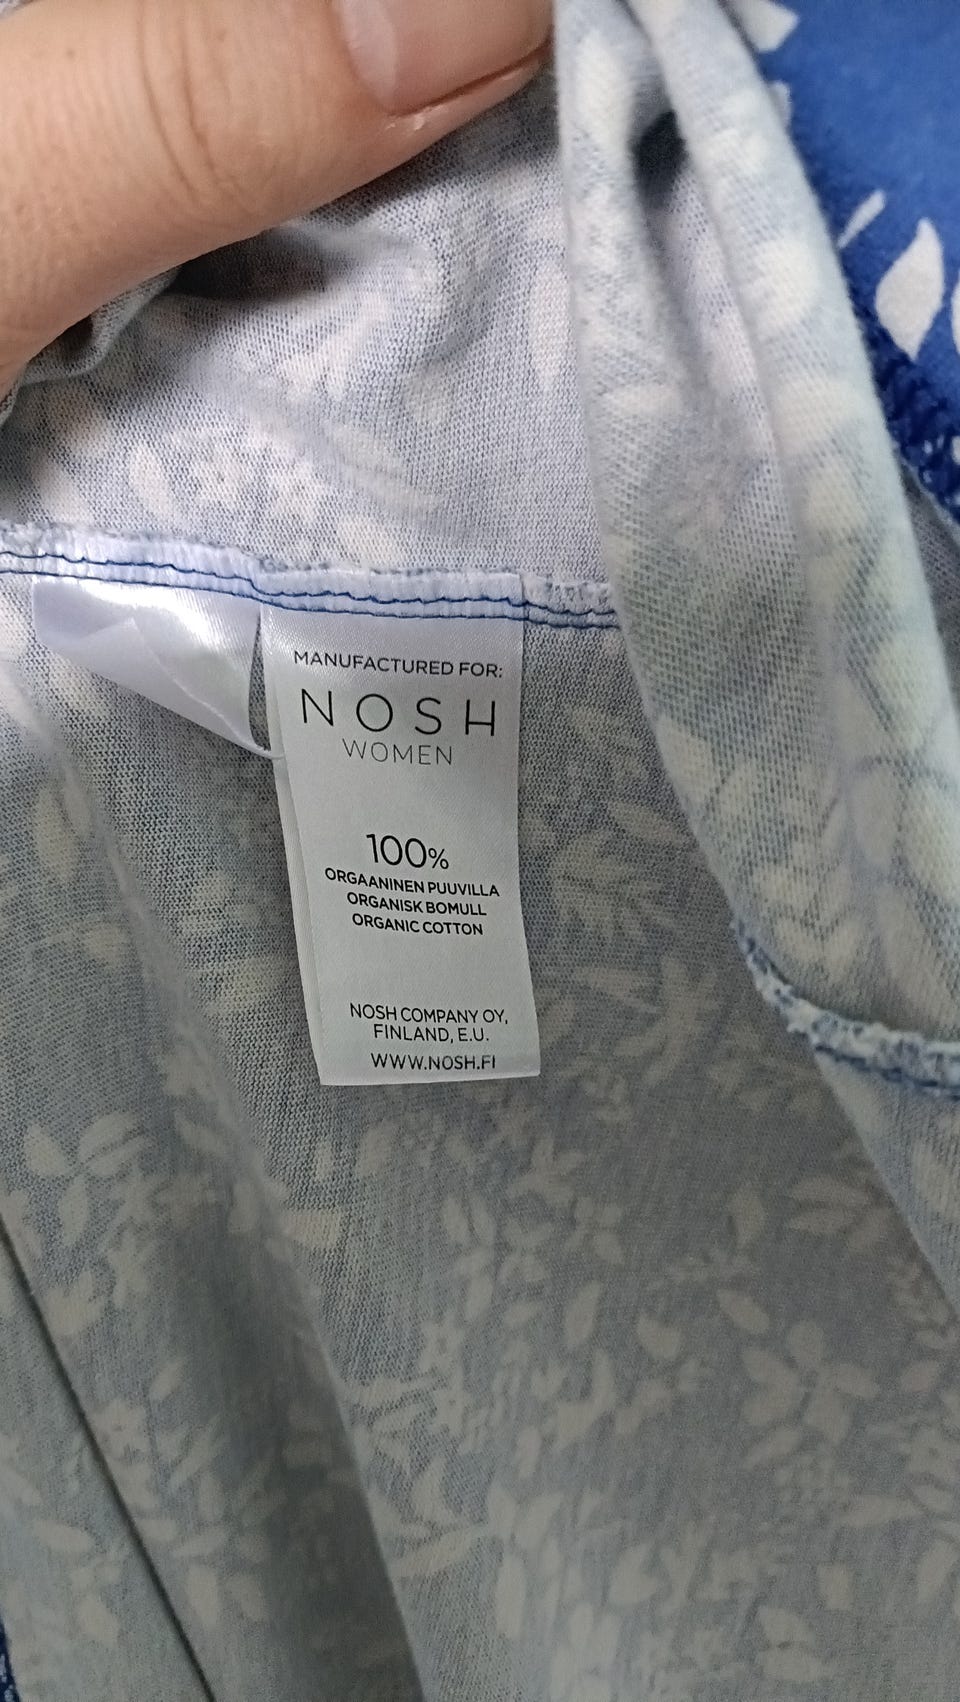 MANUFACTURED FOR:
NOSH
WOMEN
100%
ORGAANINEN PUUVILLA
ORGANISK BOMULL
ORGANIC COTTON
NOSH COMPANY OY,
FINLAND, E.U.
WWW.NOSH.FI